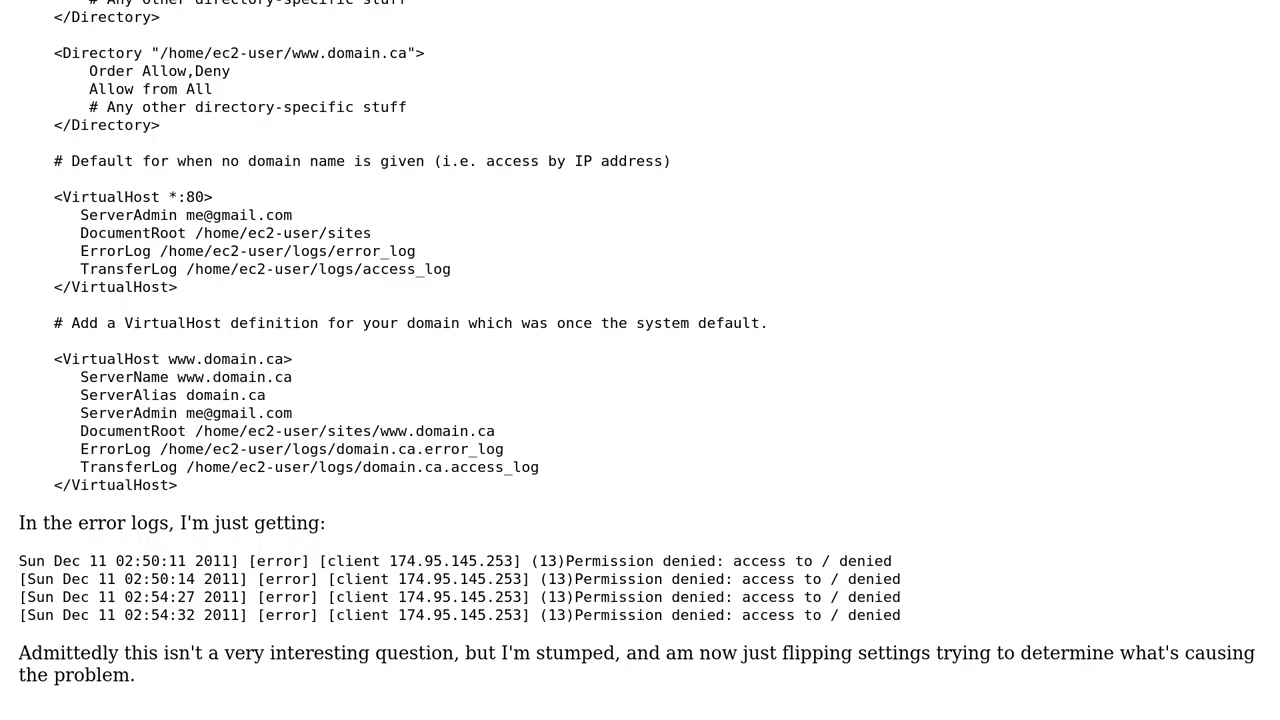 # Any other directory-specific stuff
</Directory>
<Directory "/home/ec2-user/www.domain.ca">
Order Allow,Deny
Allow from All
# Any other directory-specific stuff
</Directory>
# Default for when no domain name is given (i.e. access by IP address)
<VirtualHost *:80>
ServerAdmin me@gmail.com
DocumentRoot /home/ec2-user/sites
ErrorLog /home/ec2-user/logs/error_log
TransferLog /home/ec2-user/logs/access_log
</VirtualHost>
# Add a VirtualHost definition for your domain which was once the system default.
<VirtualHost www.domain.ca>
ServerName www.domain.ca
ServerAlias domain.ca
ServerAdmin me@gmail.com
DocumentRoot /home/ec2-user/sites/www.domain.ca
ErrorLog /home/ec2-user/logs/domain.ca.error_log
TransferLog /home/ec2-user/logs/domain.ca.access_log
</VirtualHost>
In the error logs, I'm just getting:
Sun Dec 11 02:50:11 2011] [error] [client 174.95.145.253] (13)Permission denied: access to / denied
[Sun Dec 11 02:50:14 2011] [error] [client 174.95.145.253] (13)Permission denied: access to / denied
[Sun Dec 11 02:54:27 2011] [error] [client 174.95.145.253] (13)Permission denied: access to / denied
[Sun Dec 11 02:54:32 2011] [error] [client 174.95.145.253] (13)Permission denied: access to / denied
Admittedly this isn't a very interesting question, but I'm stumped, and am now just flipping settings trying to determine what's causing
the problem.